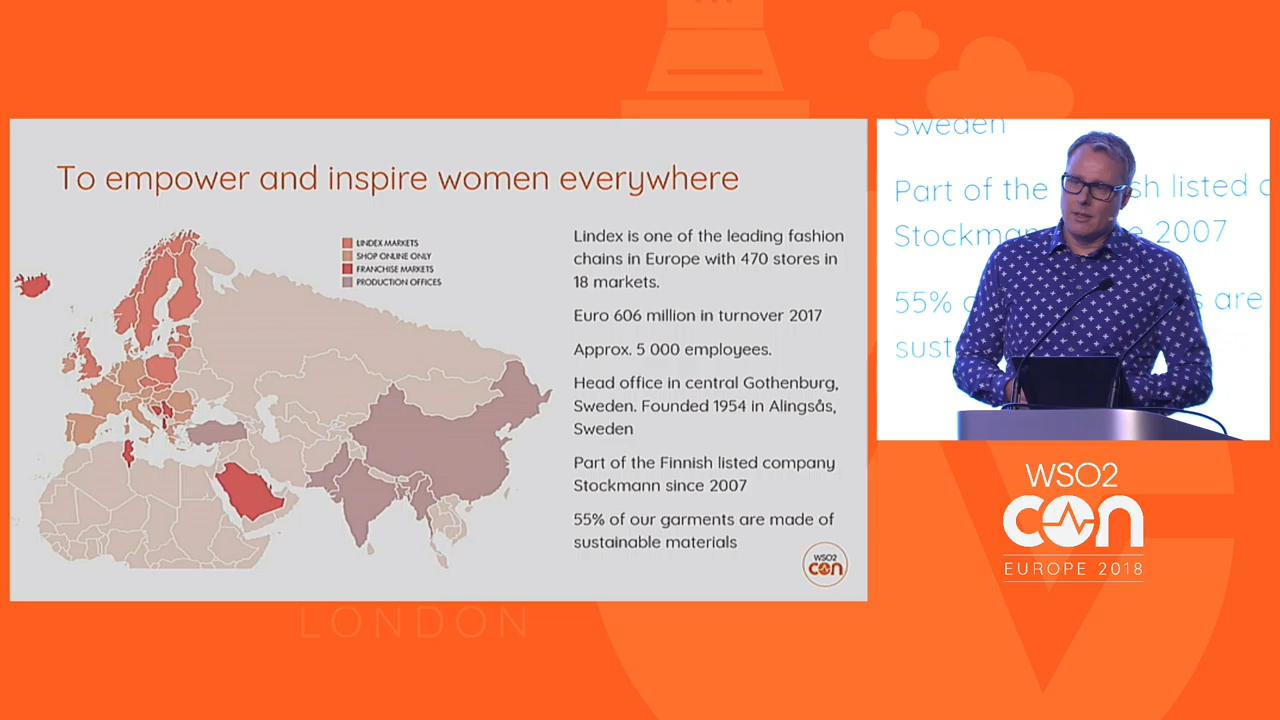 To empower and inspire women everywhere
LINDEX MARKETS
SHOP ONLINE ONLY
FRANCHISE MARKETS
PRODUCTION OFFICES
Lindex is one of the leading fashion
chains in Europe with 470 stores in
18 markets.
Euro 606 million in turnover 2017
Approx. 5 000 employees.
Head office in central Gothenburg,
Sweden. Founded 1954 in Alingsås,
Sweden
Part of the Finnish listed company
Stockmann since 2007
55% of our garments are made of
sustainable materials
WSO2
CON
Sweden
Part of the sh listed
Stockm 2007
55% are
sust
WSO2
CON
EUROPE 2018
LONDON